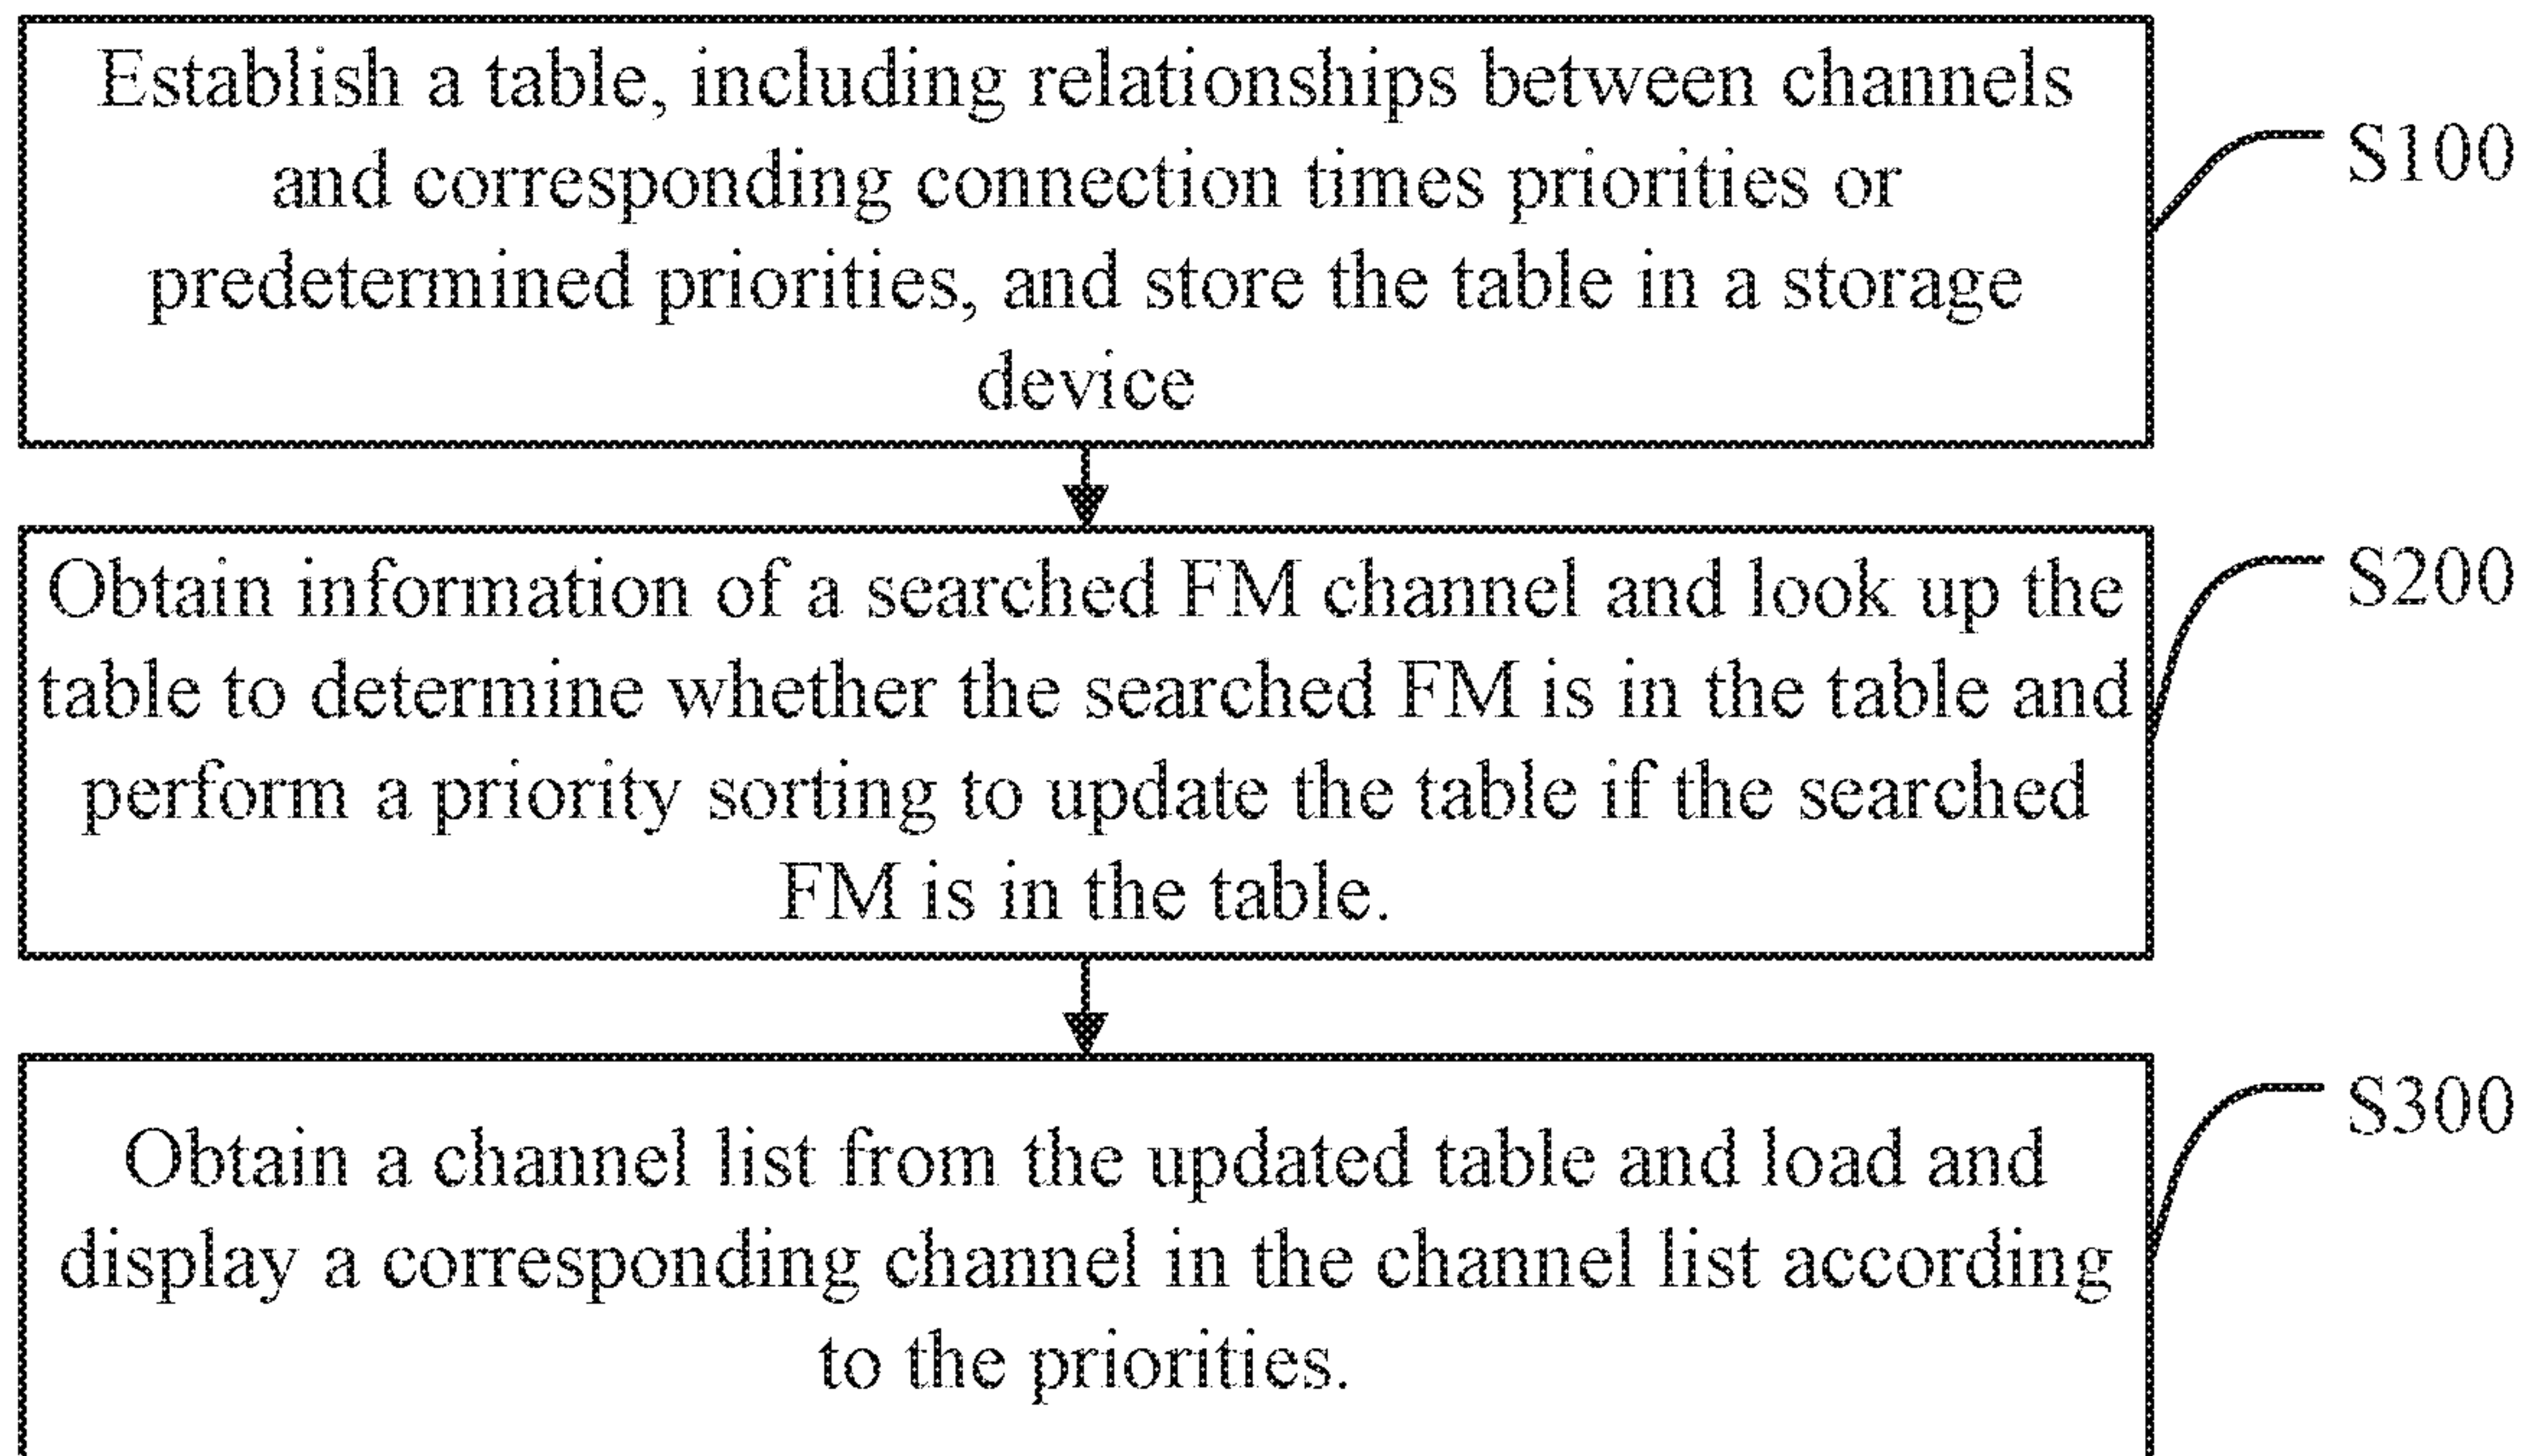 Establish a table, including relationships between channels
and corresponding connection times priorities or
predetermined priorities, and store the table in a storage
device
S100
Obtain information of a searched FM channel and look up the
table to determine whether the searched FM is in the table and
perform a priority sorting to update the table if the searched
FM is in the table.
S200
Obtain a channel list from the updated table and load and
display a corresponding channel in the channel list according
to the priorities.
S300